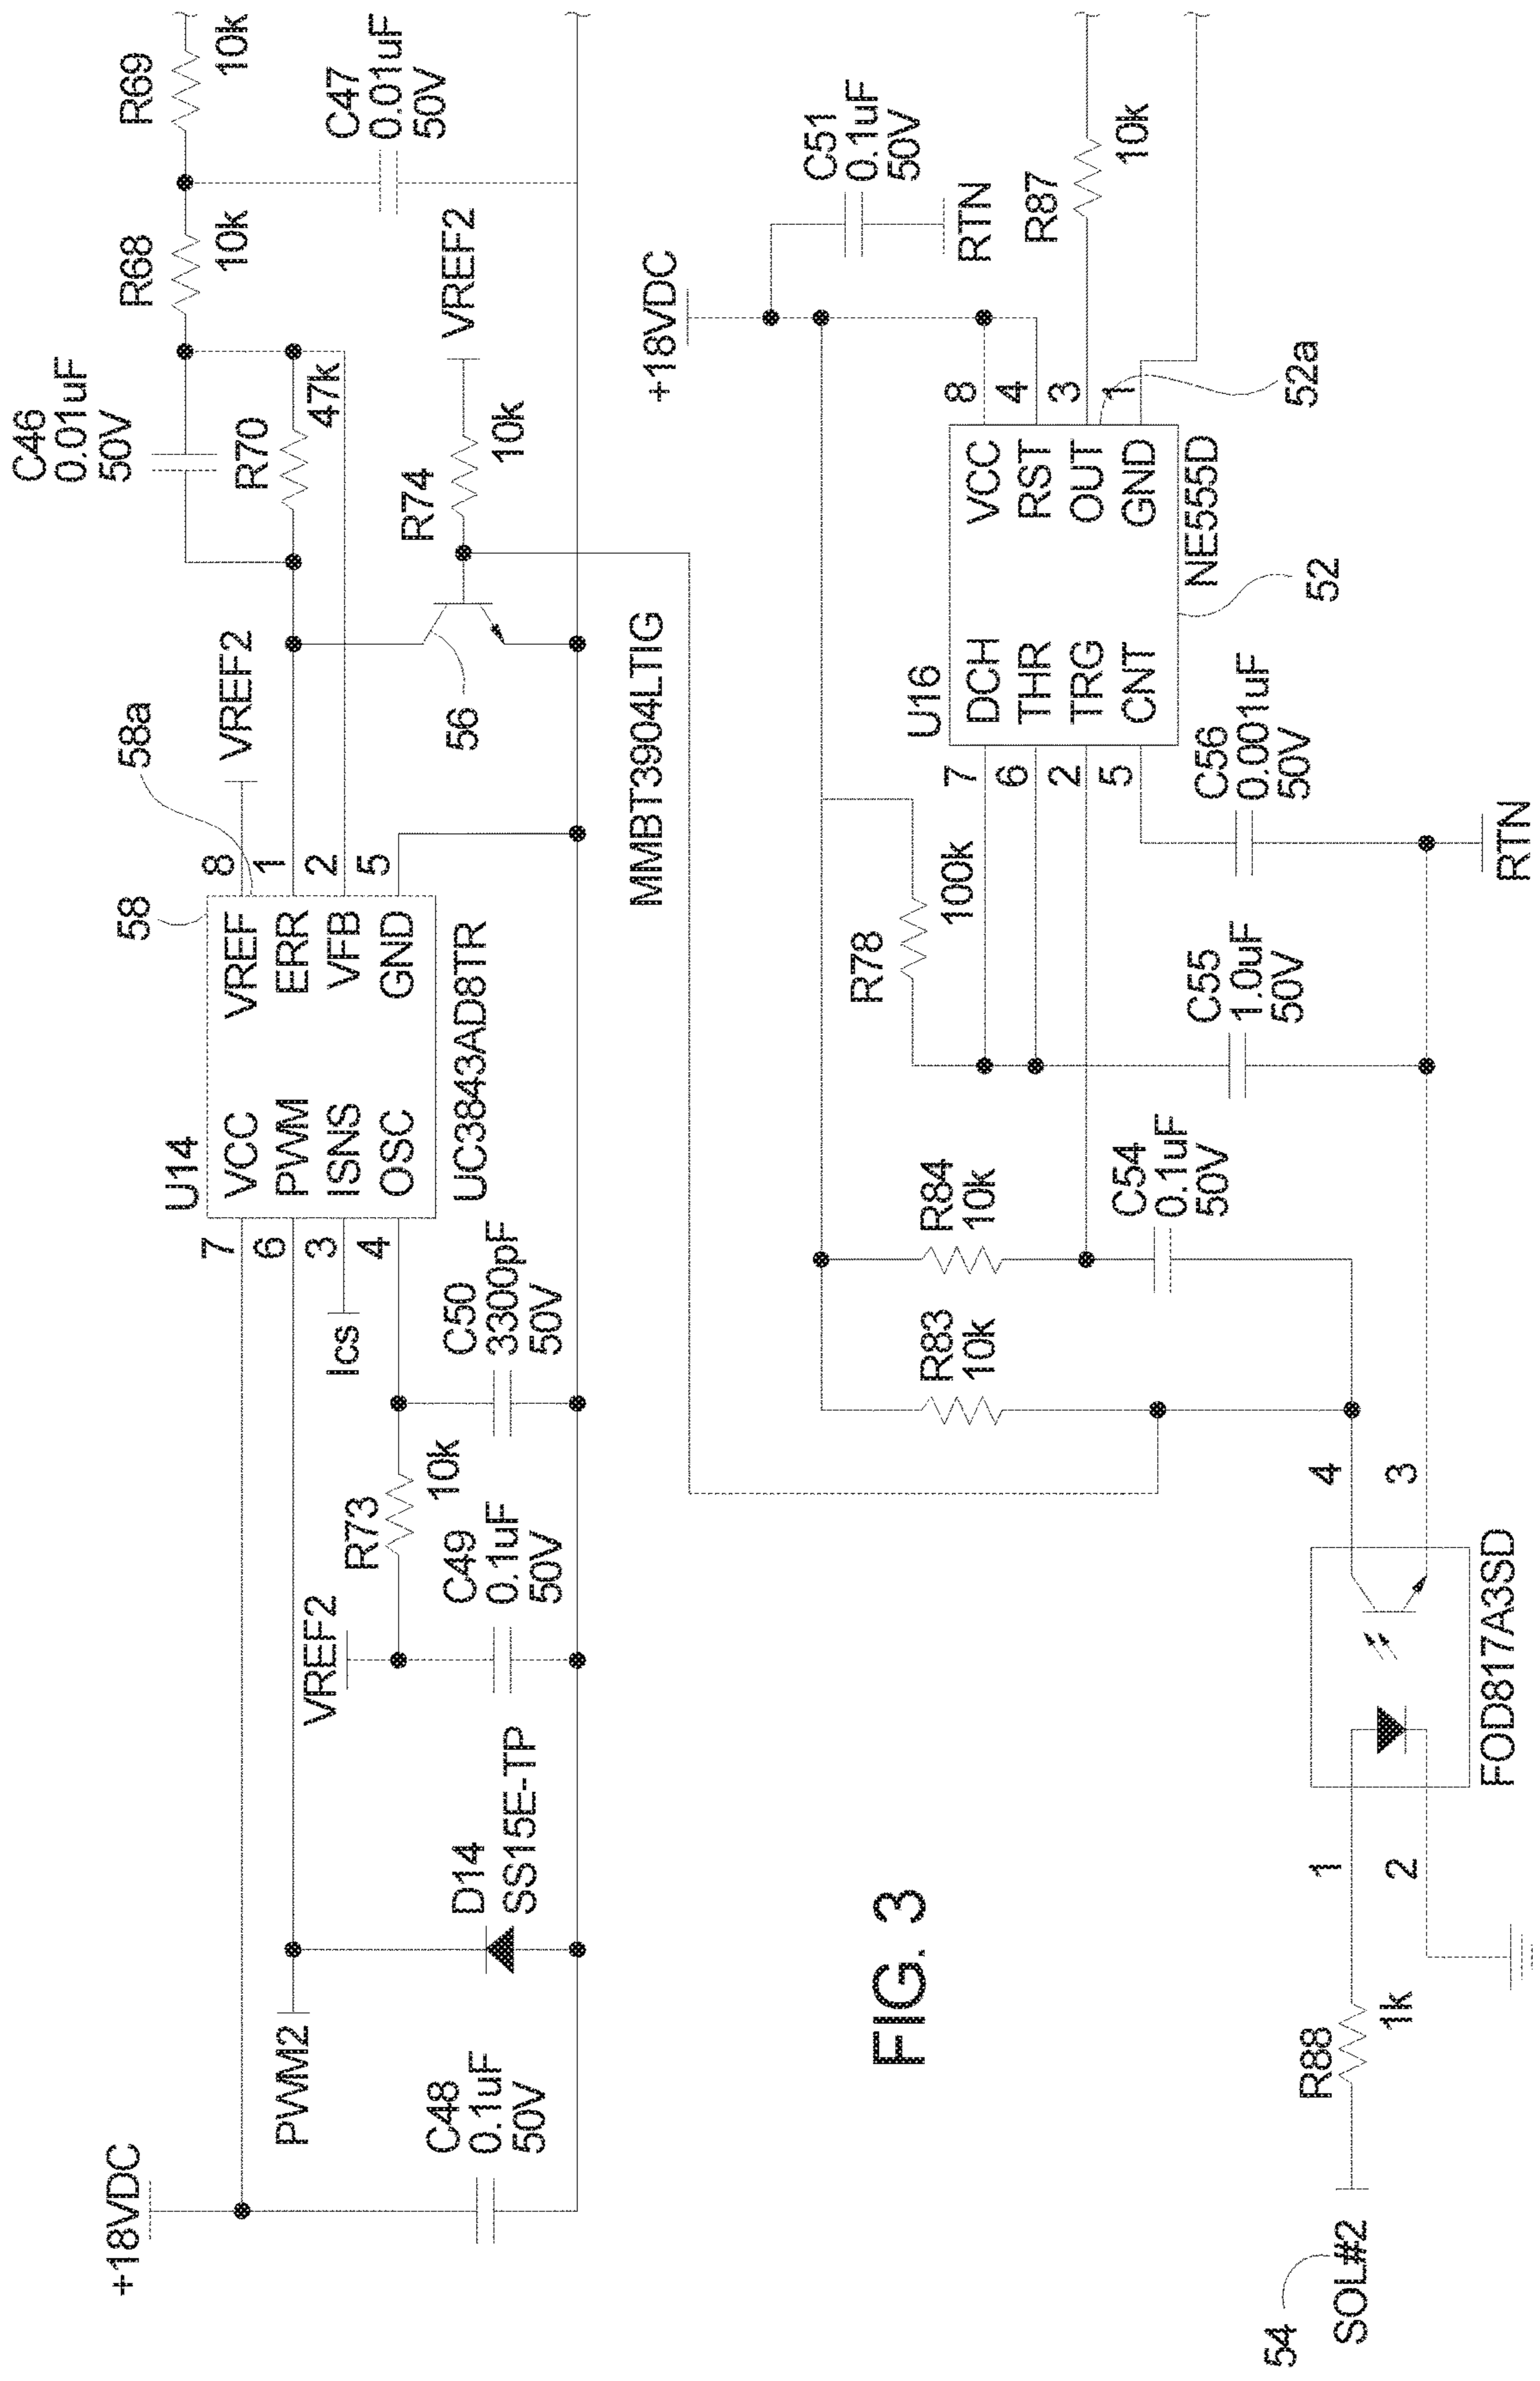 +18VDC
PWM2
C48
0.1uF
50V
D14
SS15E-TP
VREF2
C49
0.1uF
50V
R73
10k
C50
3300pF
50V
Ics
7
6
3
4
U14
VCC
PWM
ISNS
OSC
VREF
ERR
VFB
GND
UC3843AD8TR
58
58a
8
1
2
5
VREF2
56
MMBT3904LTIG
C46
0.01uF
50V
R70
47k
R74
10k
VREF2
R68
10k
R69
10k
C47
0.01uF
50V
FIG. 3
54
SOL#2
R88
1k
1
2
FOD817A3SD
4
3
R83
10k
R84
10k
C54
0.1uF
50V
R78
100k
C55
1.0uF
50V
C56
0.001uF
50V
RTN
7
6
2
5
U16
DCH
THR
TRG
CNT
VCC
RST
OUT
GND
NE555D
52
52a
8
4
3
1
+18VDC
C51
0.1uF
50V
RTN
R87
10k